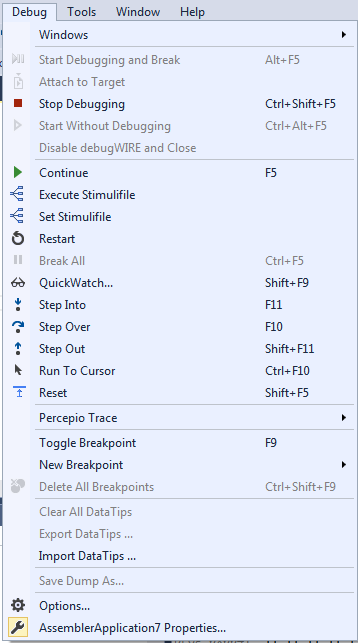 Debug Tools Window Help
Windows
Start Debugging and Break Alt+F5
Attach to Target
Stop Debugging Ctrl+Shift+F5
Start Without Debugging Ctrl+Alt+F5
Disable debugWIRE and Close
Continue F5
Execute Stimulifile
Set Stimulifile
Restart
Break All Ctrl+F5
QuickWatch... Shift+F9
Step Into F11
Step Over F10
Step Out Shift+F11
Run To Cursor Ctrl+F10
Reset Shift+F5
Percepio Trace
Toggle Breakpoint F9
New Breakpoint
Delete All Breakpoints Ctrl+Shift+F9
Clear All DataTips
Export DataTips ...
Import DataTips ...
Save Dump As...
Options...
AssemblerApplication7 Properties...